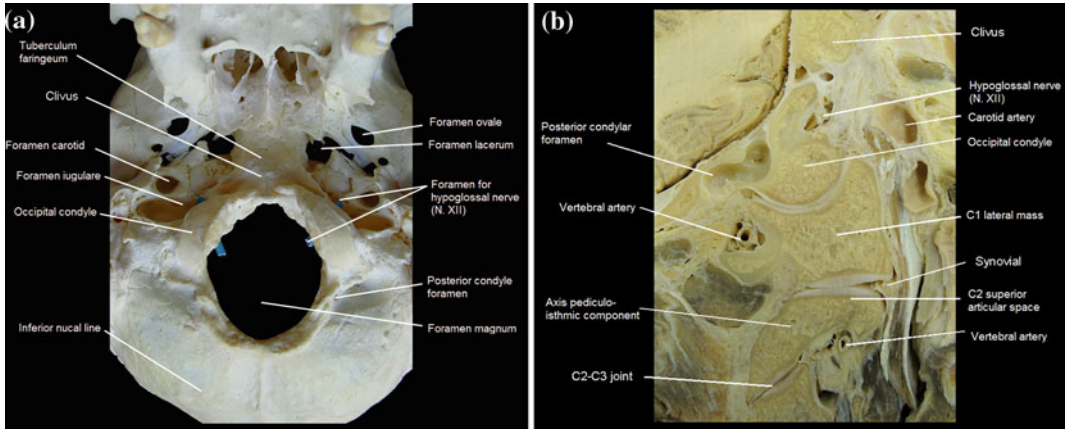 (a)
Tuberculum
faringeum
Clivus
Foramen carotid
Foramen iugulare
Occipital condyle
Inferior nucal line
Foramen ovale
Foramen lacerum
Foramen for
hypoglossal nerve
(N. XII)
Posterior condyle
foramen
Foramen magnum
(b)
Posterior condylar
foramen
Vertebral artery
Axis pediculo-
isthmic component
C2-C3 joint
Clivus
Hypoglossal nerve
(N. XII)
Carotid artery
Occipital condyle
C1 lateral mass
Synovial
C2 superior
articular space
Vertebral artery